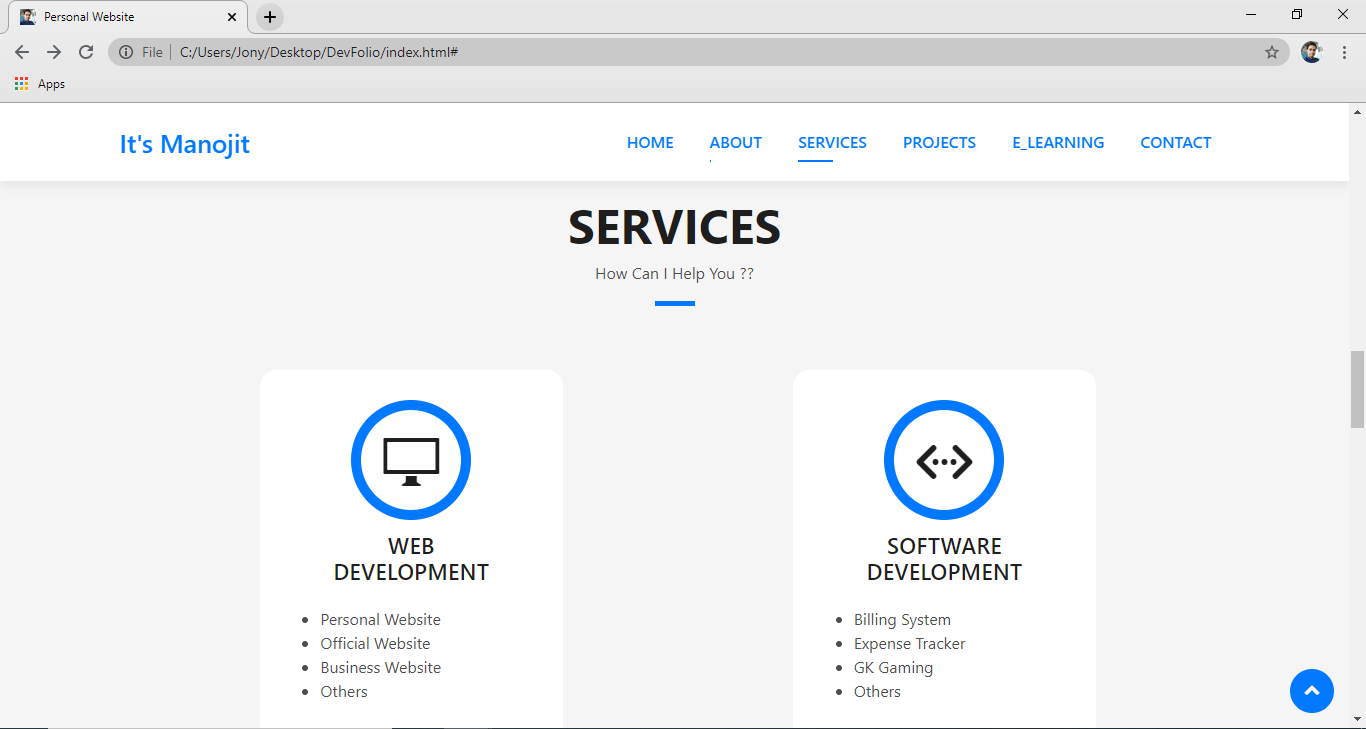 Personal Website
File C:/Users/Jony/Desktop/DevFolio/index.html#
Apps
It's Manojit HOME ABOUT SERVICES PROJECTS E_LEARNING CONTACT
SERVICES
How Can I Help You ??
WEB
DEVELOPMENT
Personal Website
Official Website
Business Website
Others
SOFTWARE
DEVELOPMENT
Billing System
Expense Tracker
GK Gaming
Others